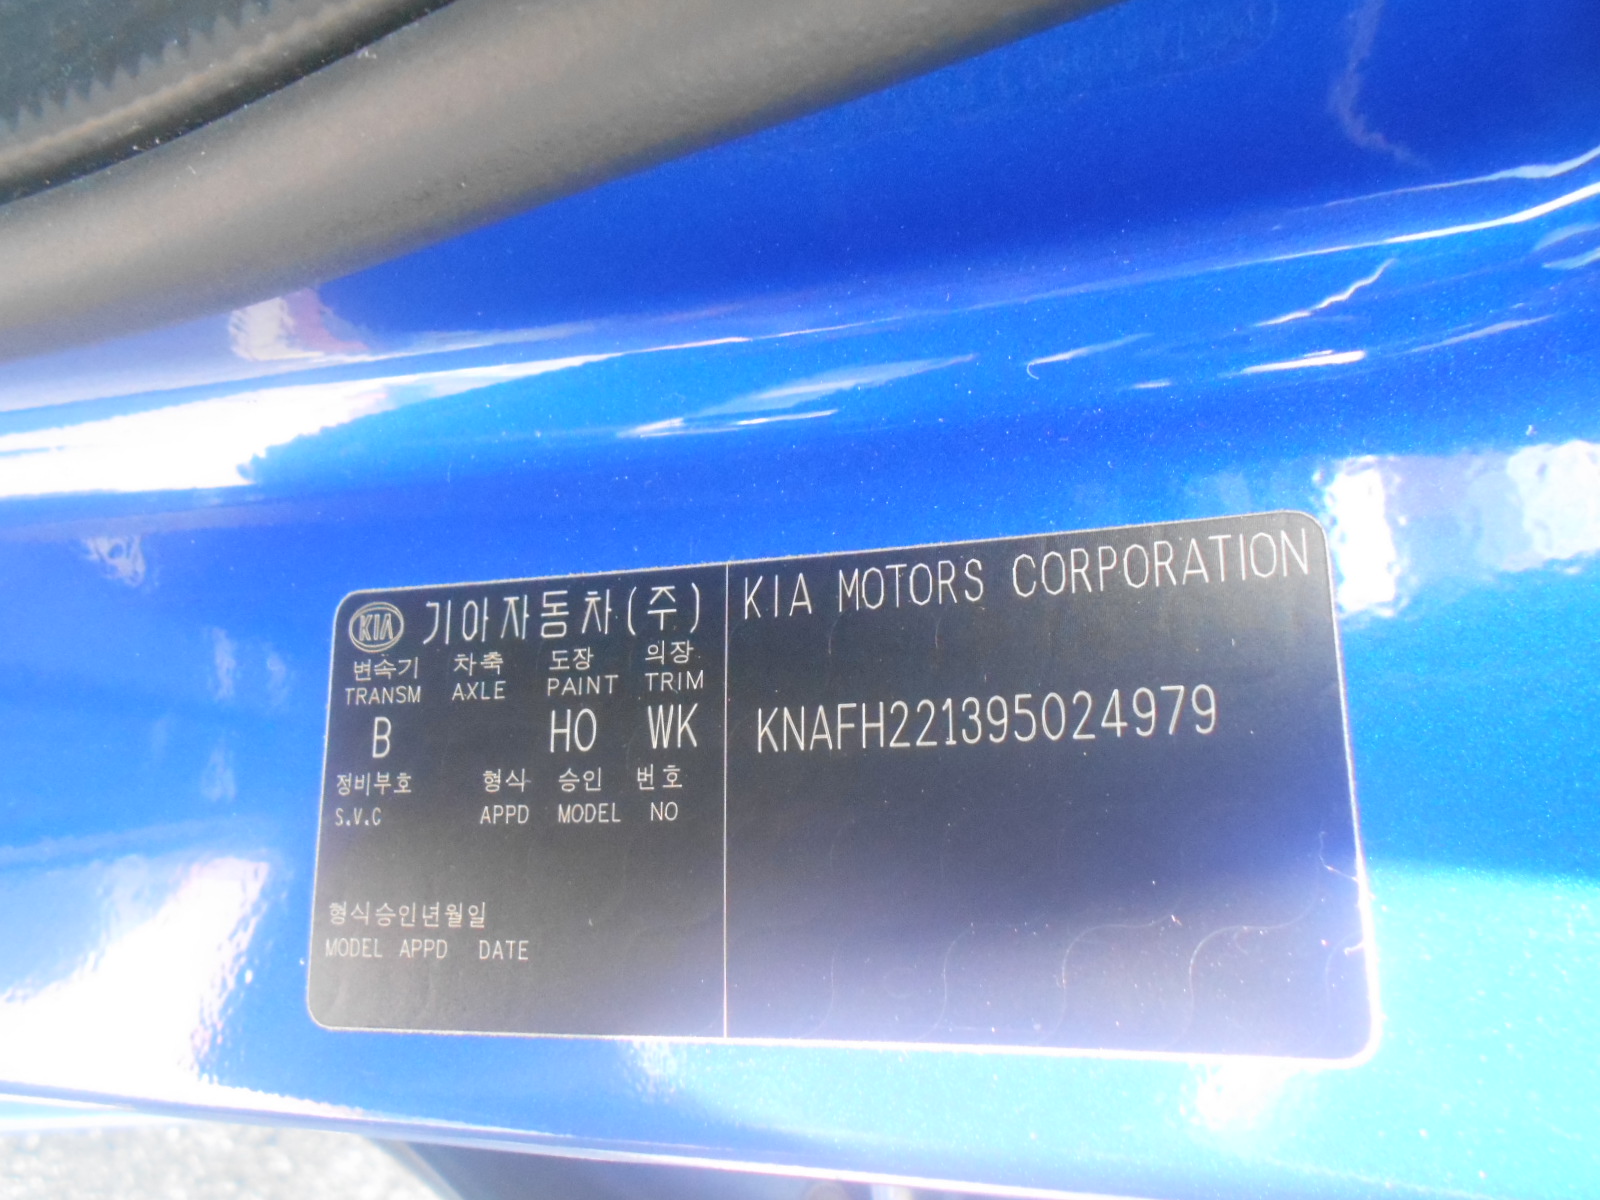 KIA 기아자동차(주)
변속기 차축 도장 의장
TRANSM AXLE PAINT TRIM
B HO WK
정비부호 형식 승인 번호
S.V.C APPD MODEL NO
형식승인년월일
MODEL APPD DATE
KIA MOTORS CORPORATION
KNAFH221395024979